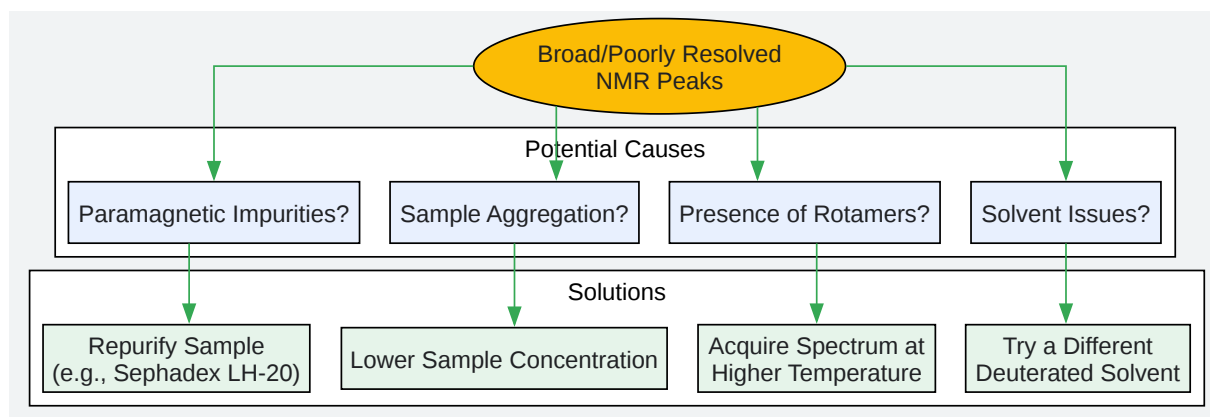 Broad/Poorly Resolved
NMR Peaks
Potential Causes
Paramagnetic Impurities?
Sample Aggregation?
Presence of Rotamers?
Solvent Issues?
Solutions
Repurify Sample
(e.g., Sephadex LH-20)
Lower Sample Concentration
Acquire Spectrum at
Higher Temperature
Try a Different
Deuterated Solvent